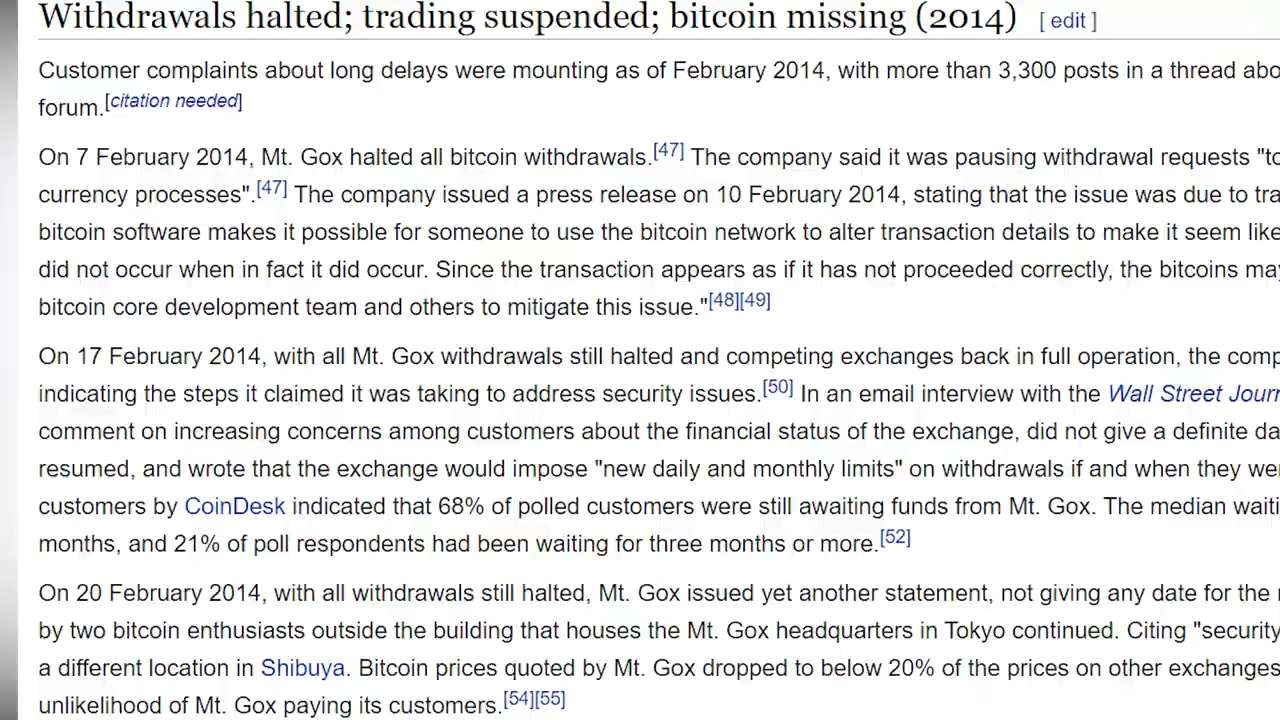 Withdrawals halted; trading suspended; bitcoin missing (2014) [ edit ]
Customer complaints about long delays were mounting as of February 2014, with more than 3,300 posts in a thread abo
forum.[citation needed]
On 7 February 2014, Mt. Gox halted all bitcoin withdrawals.[47] The company said it was pausing withdrawal requests "to
currency processes".[47] The company issued a press release on 10 February 2014, stating that the issue was due to tra
bitcoin software makes it possible for someone to use the bitcoin network to alter transaction details to make it seem like
did not occur when in fact it did occur. Since the transaction appears as if it has not proceeded correctly, the bitcoins may
bitcoin core development team and others to mitigate this issue."[48][49]
On 17 February 2014, with all Mt. Gox withdrawals still halted and competing exchanges back in full operation, the comp
indicating the steps it claimed it was taking to address security issues.[50] In an email interview with the Wall Street Journ
comment on increasing concerns among customers about the financial status of the exchange, did not give a definite da
resumed, and wrote that the exchange would impose "new daily and monthly limits" on withdrawals if and when they wer
customers by CoinDesk indicated that 68% of polled customers were still awaiting funds from Mt. Gox. The median waiti
months, and 21% of poll respondents had been waiting for three months or more.[52]
On 20 February 2014, with all withdrawals still halted, Mt. Gox issued yet another statement, not giving any date for the r
by two bitcoin enthusiasts outside the building that houses the Mt. Gox headquarters in Tokyo continued. Citing "security
a different location in Shibuya. Bitcoin prices quoted by Mt. Gox dropped to below 20% of the prices on other exchanges
unlikelihood of Mt. Gox paying its customers.[54][55]